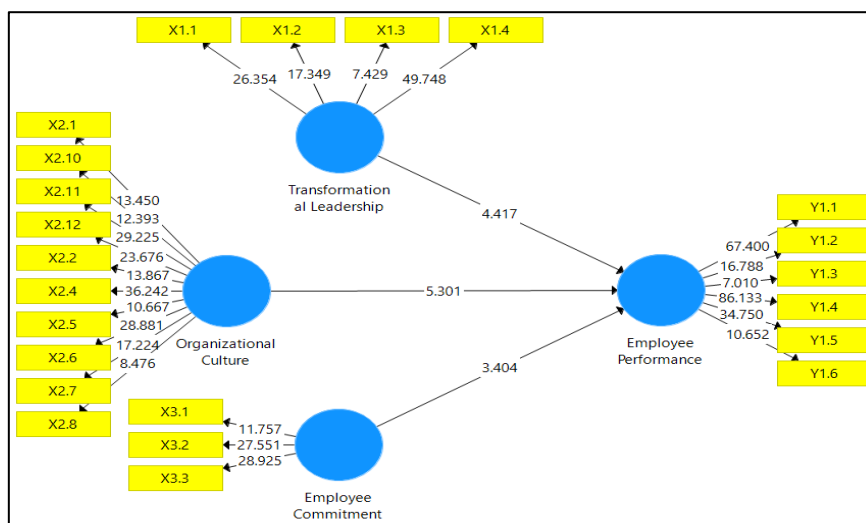 X1.1
X1.2
X1.3
X1.4
26.354
17.349
7.429
49.748
Transformation
al Leadership
4.417
X2.1
X2.10
X2.11
X2.12
X2.2
X2.4
X2.5
X2.6
X2.7
X2.8
13.450
12.393
29.225
23.676
13.867
36.242
10.667
28.881
17.224
8.476
Organizational
Culture
5.301
X3.1
X3.2
X3.3
11.757
27.551
28.925
Employee
Commitment
3.404
Employee
Performance
67.400
16.788
7.010
86.133
34.750
10.652
Y1.1
Y1.2
Y1.3
Y1.4
Y1.5
Y1.6